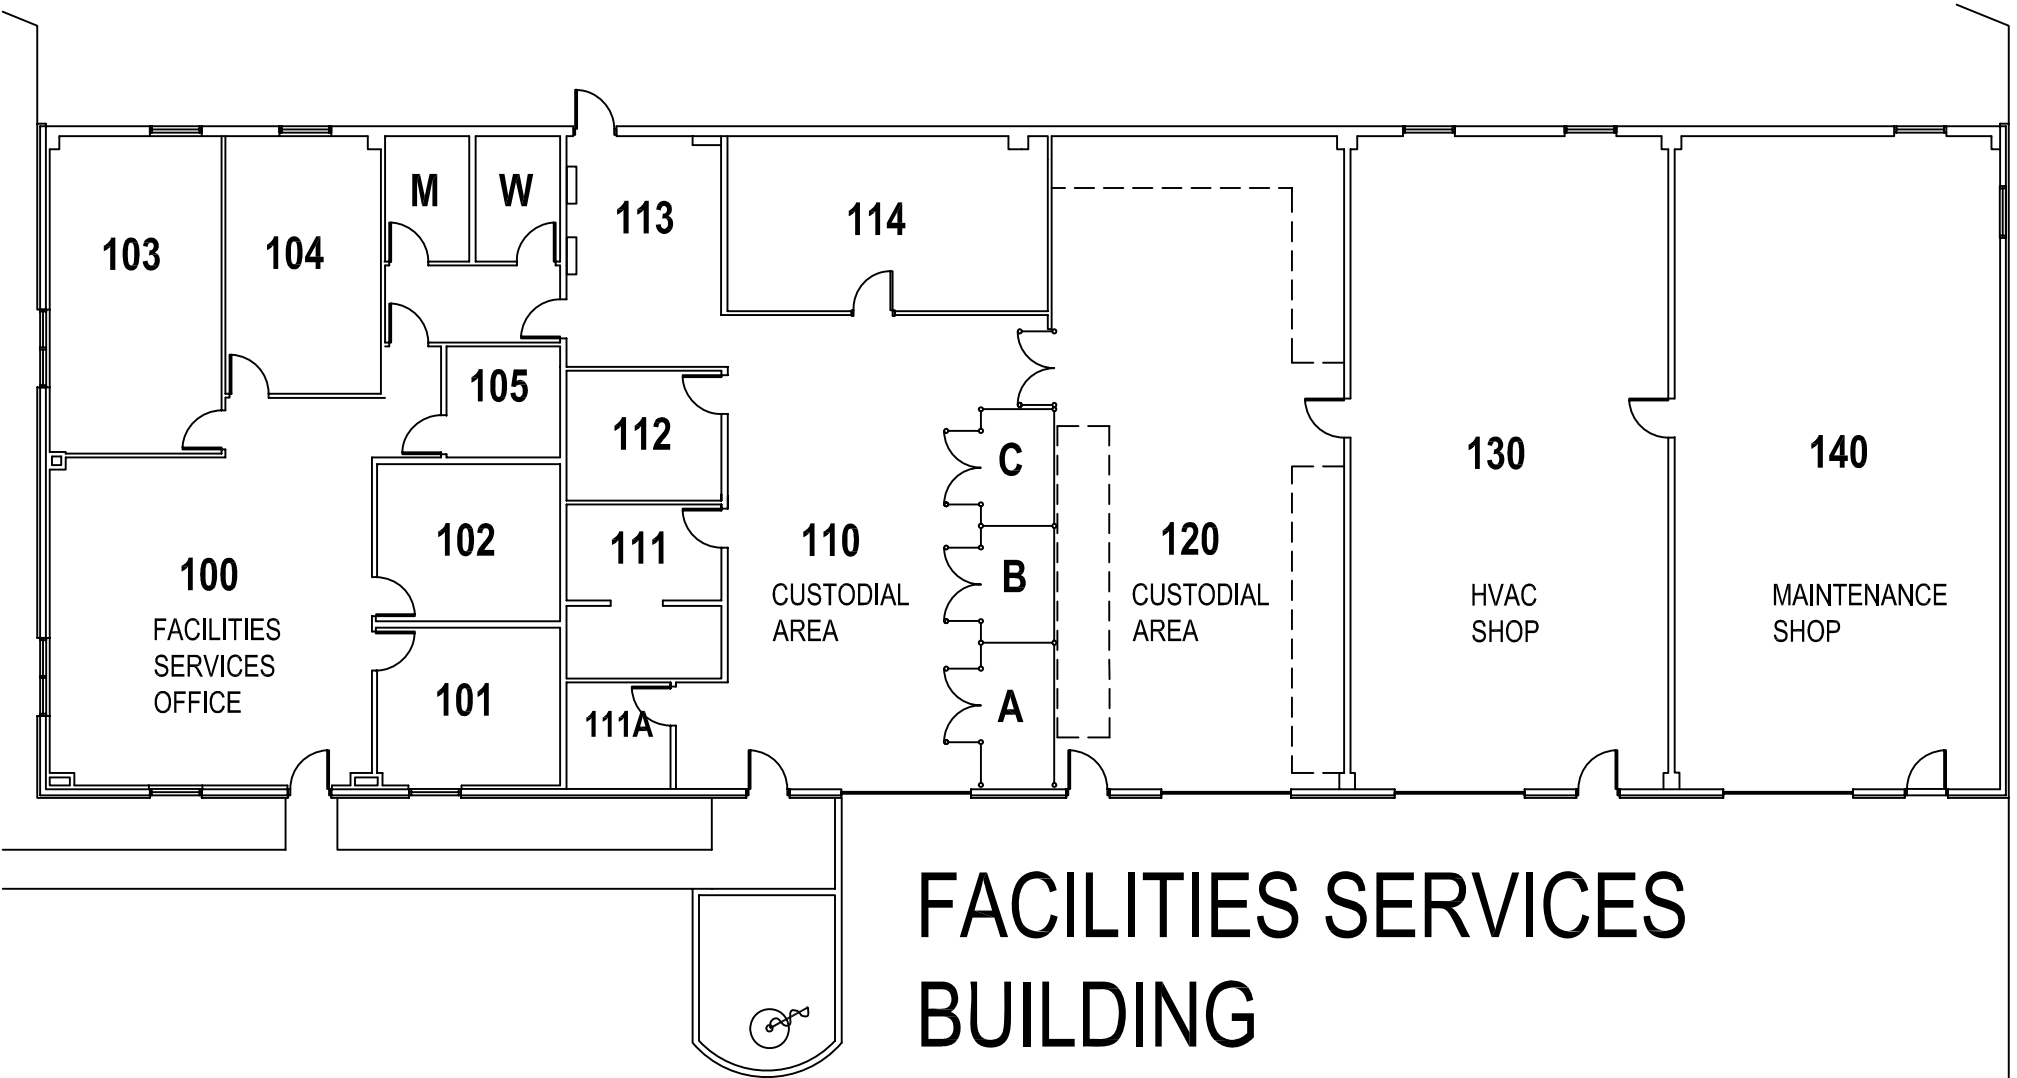 M
W
113
114
103
104
105
112
C
130
140
102
111
110
120
B
100
CUSTODIAL
AREA
CUSTODIAL
AREA
HVAC
SHOP
MAINTENANCE
SHOP
FACILITIES
SERVICES
OFFICE
101
111A
A
FACILITIES SERVICES
BUILDING